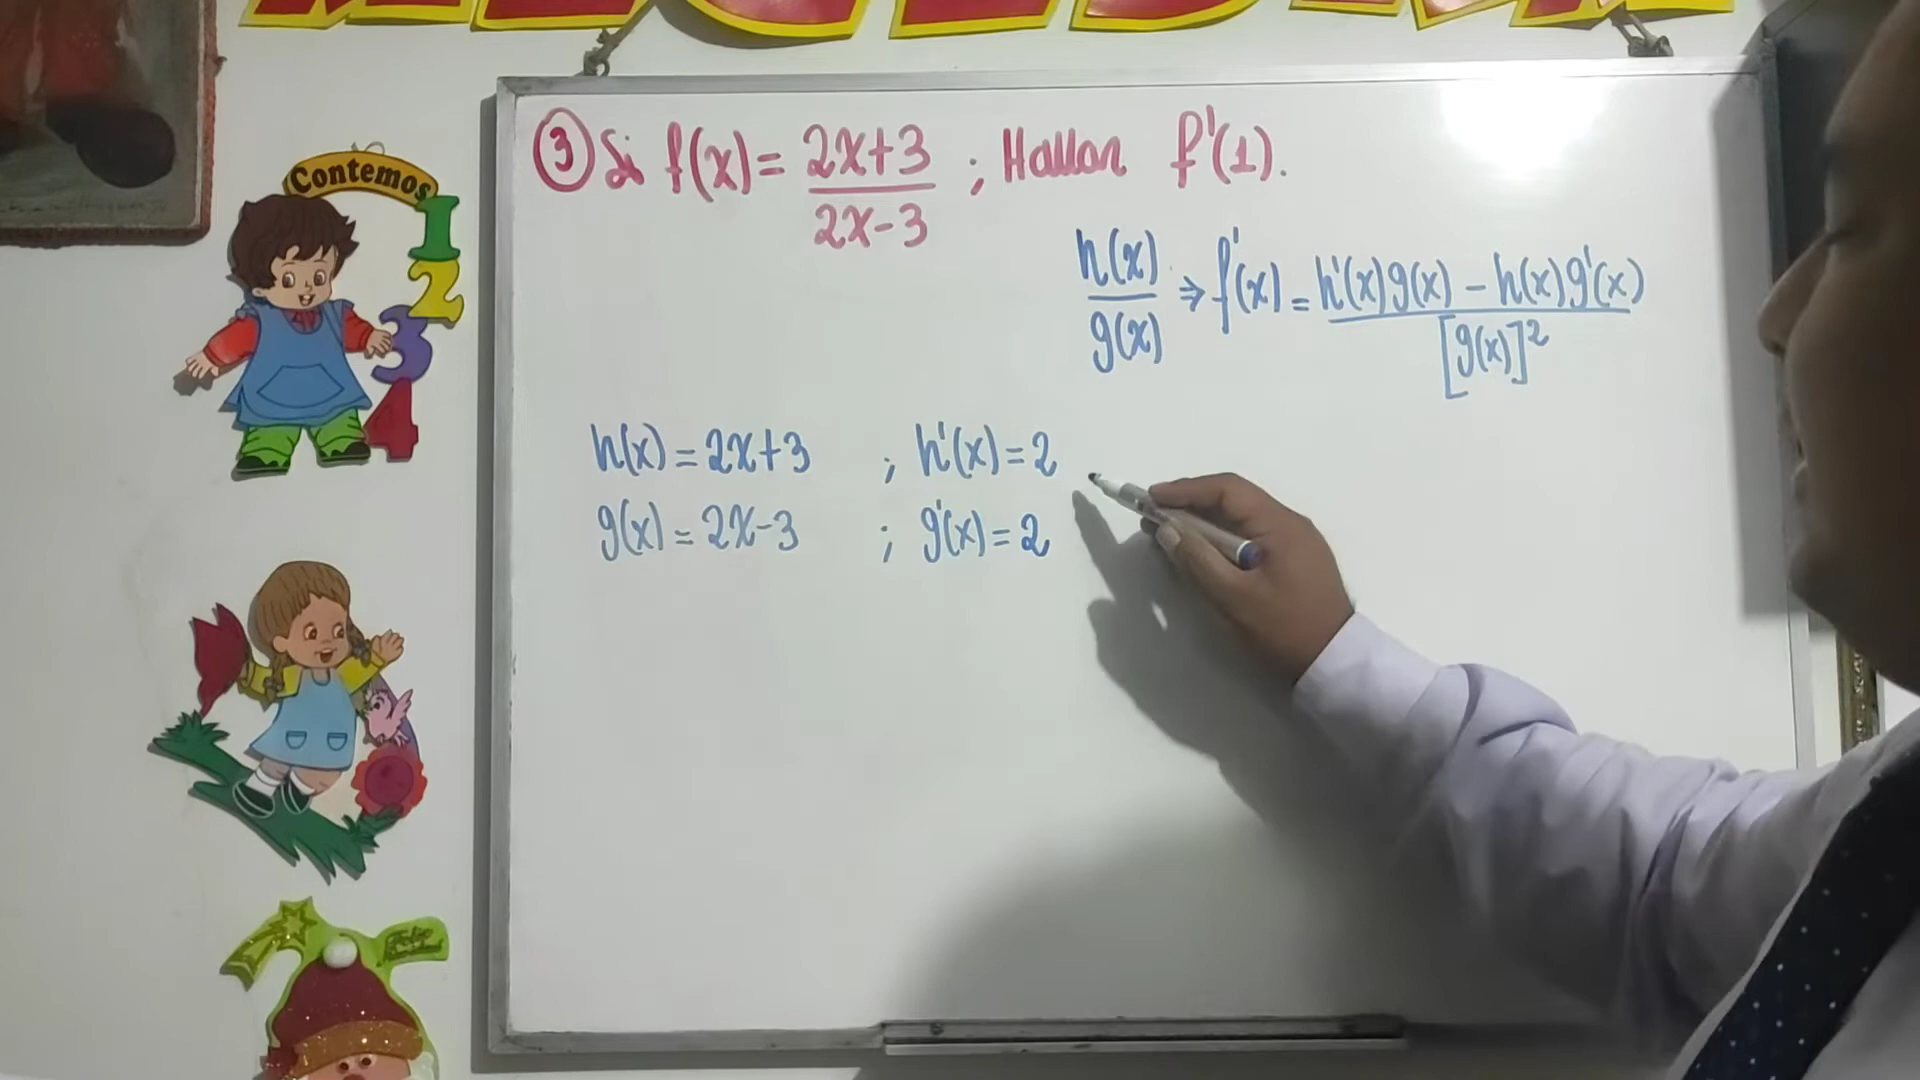 Contemos
1
2
3
4
③ Si f(x) = (2x+3)/(2x-3) ; Hallar f'(1).
h(x)/g(x) ⇒ f'(x) = (h'(x)g(x) - h(x)g'(x))/[g(x)]²
h(x) = 2x+3 ; h'(x) = 2
g(x) = 2x-3 ; g'(x) = 2